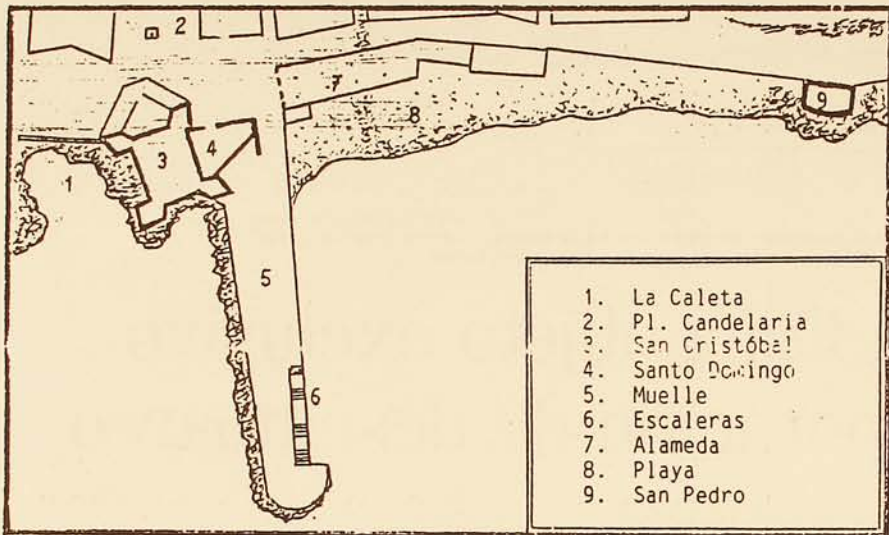 2
7
9
8
3
4
1
5
6
1. La Caleta
2. Pl. Candelaria
3. San Cristóbal
4. Santo Domingo
5. Muelle
6. Escaleras
7. Alameda
8. Playa
9. San Pedro